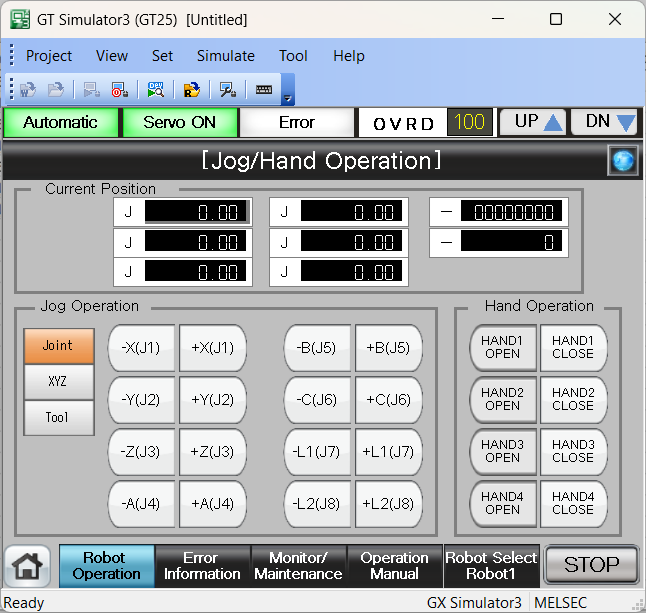 GT Simulator3 (GT25)  [Untitled]
Project View Set Simulate Tool Help
Automatic Servo ON Error OVRD 100 UP DN
[Jog/Hand Operation]
Current Position
J 0.00 J 0.00 — 00000000
J 0.00 J 0.00 — 0
J 0.00 J 0.00
Jog Operation Hand Operation
Joint -X(J1) +X(J1) -B(J5) +B(J5) HAND1 OPEN HAND1 CLOSE
XYZ -Y(J2) +Y(J2) -C(J6) +C(J6) HAND2 OPEN HAND2 CLOSE
Tool -Z(J3) +Z(J3) -L1(J7) +L1(J7) HAND3 OPEN HAND3 CLOSE
-A(J4) +A(J4) -L2(J8) +L2(J8) HAND4 OPEN HAND4 CLOSE
Robot Operation Error Information Monitor/ Maintenance Operation Manual Robot Select Robot1 STOP
Ready GX Simulator3 MELSEC